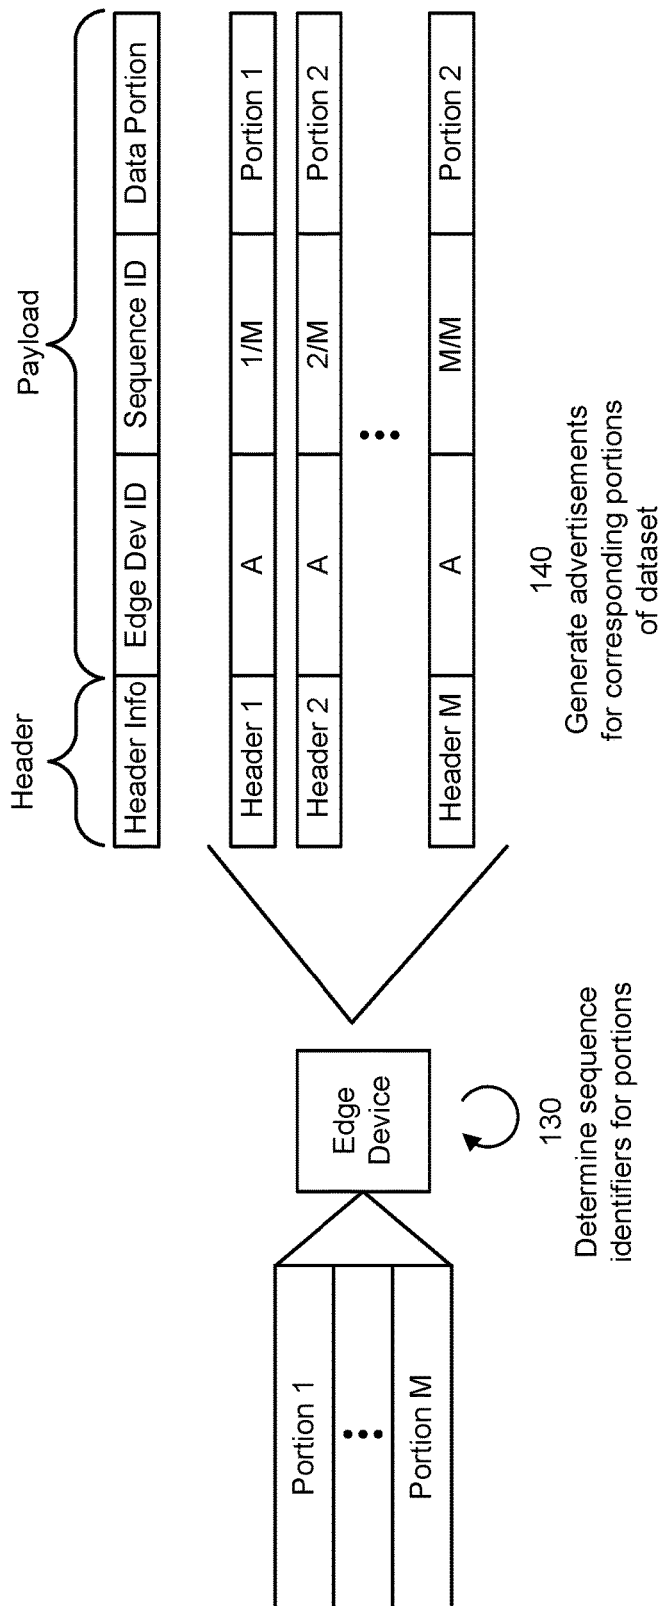 Header
Payload
Header Info
Edge Dev ID
Sequence ID
Data Portion
Header 1
A
1/M
Portion 1
Header 2
A
2/M
Portion 2
•••
Header M
A
M/M
Portion 2
140
Generate advertisements
for corresponding portions
of dataset
Portion 1
•••
Portion M
Edge
Device
130
Determine sequence
identifiers for portions